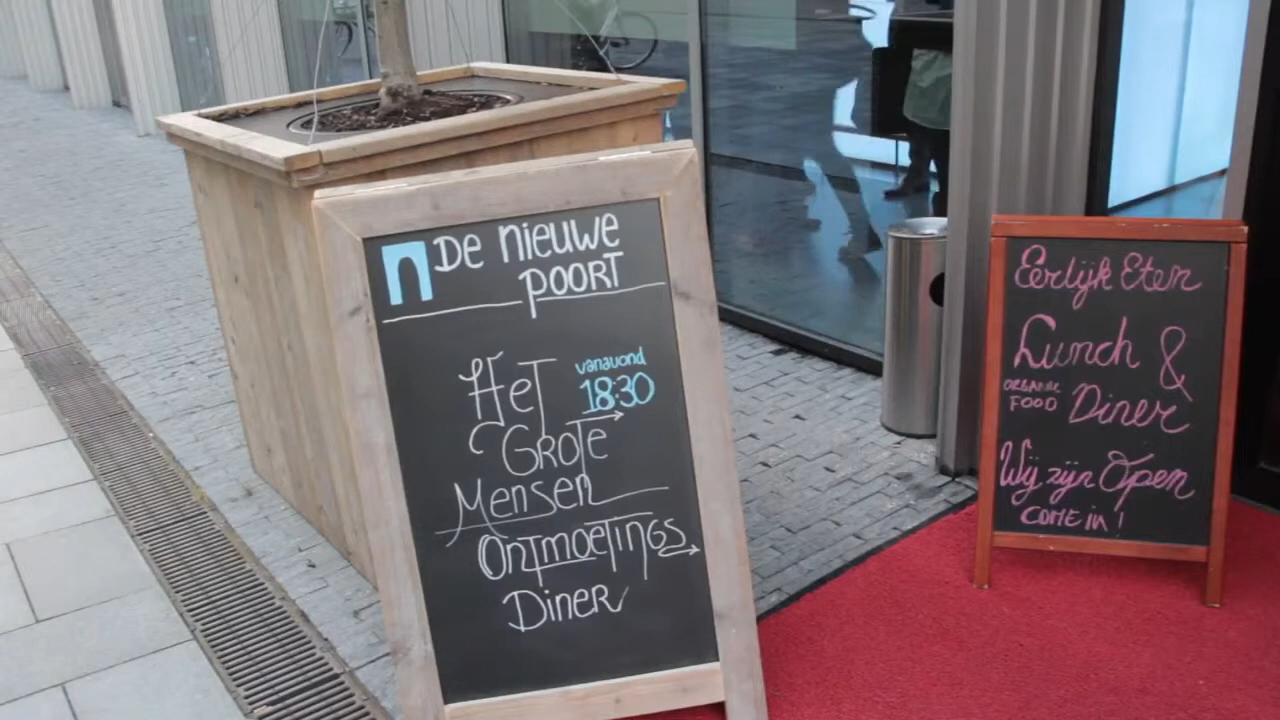 n De nieuwe
poort
Het
vanavond
18:30
Grote
Mensen
Ontmoetings
Diner
Eerlijk Eten
Lunch &
ORGANIC
FOOD
Diner
Wij zijn Open
COME in!